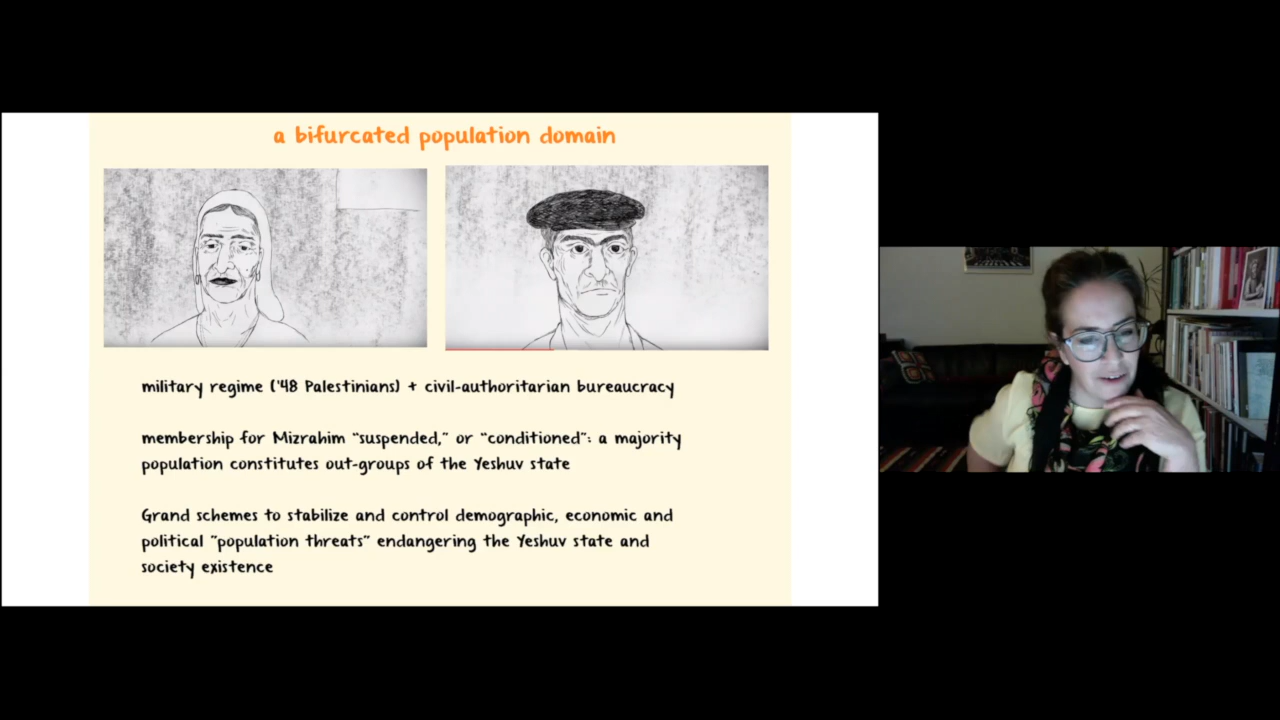 a bifurcated population domain
military regime ('48 Palestinians) + civil-authoritarian bureaucracy
membership for Mizrahim "suspended," or "conditioned": a majority
population constitutes out-groups of the Yeshuv state
Grand schemes to stabilize and control demographic, economic and
political "population threats" endangering the Yeshuv state and
society existence